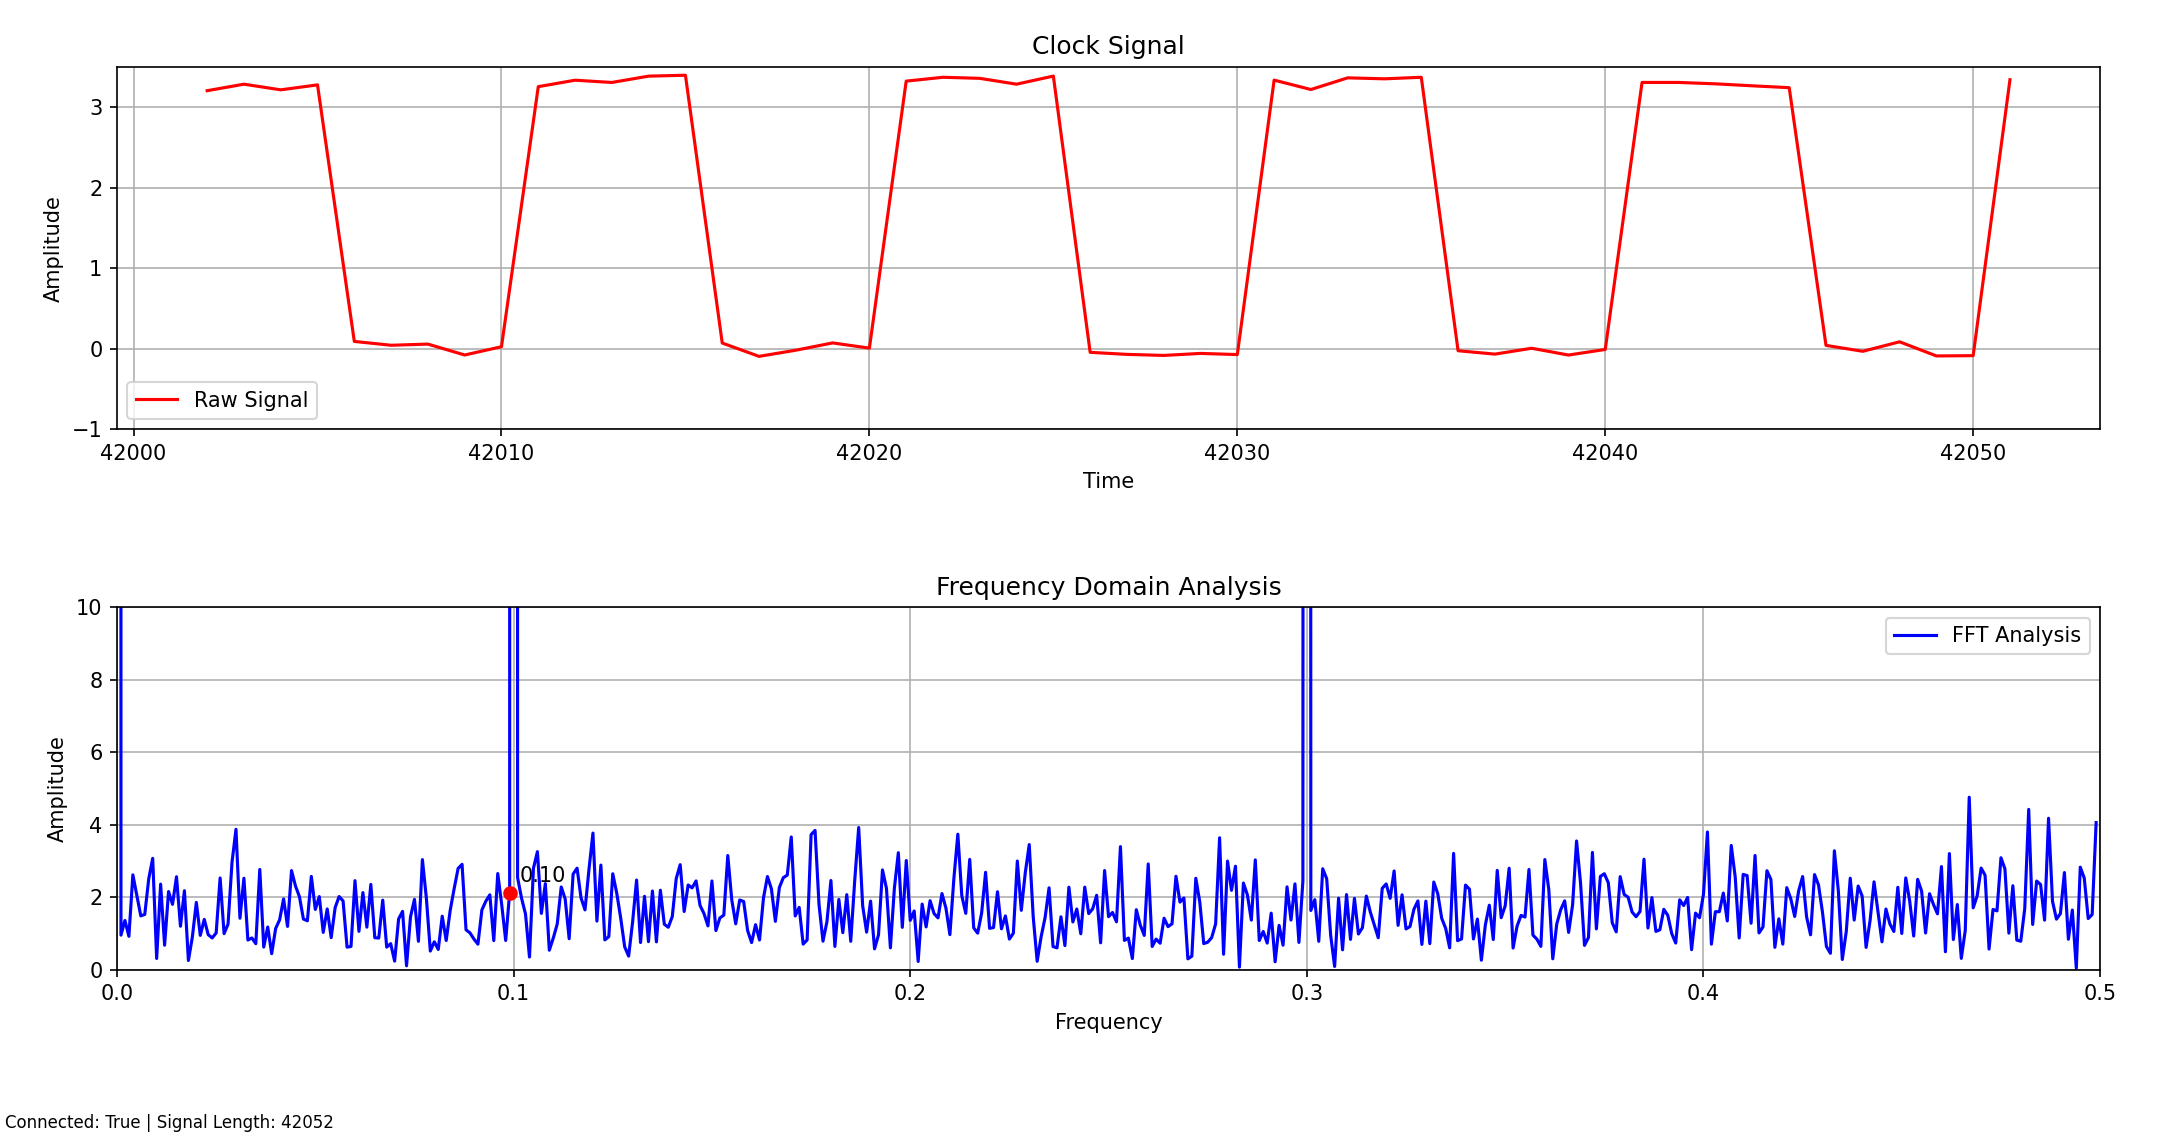 Clock Signal
3
2
1
0
−1
Amplitude
Raw Signal
42000 42010 42020 42030 42040 42050
Time
Frequency Domain Analysis
10
8
6
4
2
0
Amplitude
FFT Analysis
0.10
0.0 0.1 0.2 0.3 0.4 0.5
Frequency
Connected: True | Signal Length: 42052